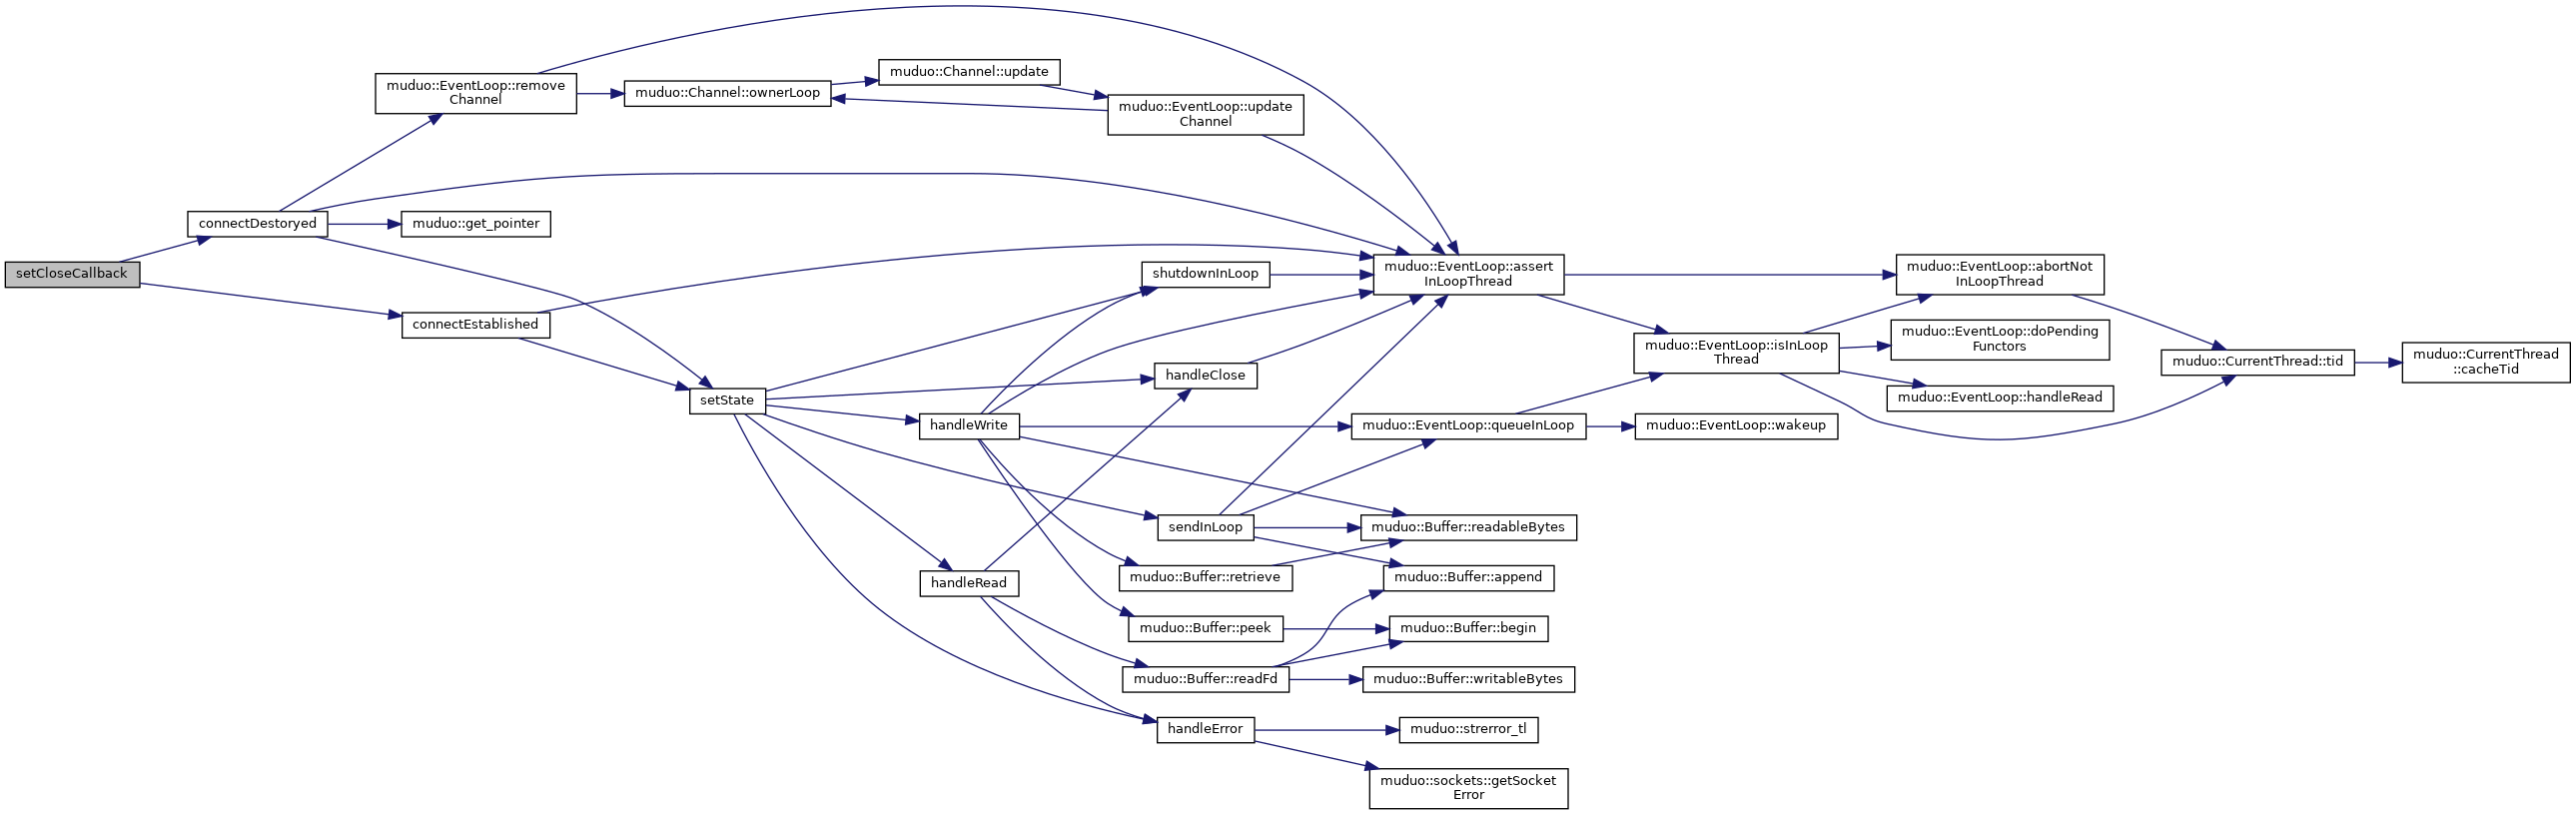 muduo::EventLoop::remove
Channel
muduo::Channel::ownerLoop
muduo::Channel::update
muduo::EventLoop::update
Channel
connectDestoryed
muduo::get_pointer
setCloseCallback
connectEstablished
setState
shutdownInLoop
handleClose
handleWrite
sendInLoop
handleRead
muduo::Buffer::retrieve
muduo::Buffer::peek
muduo::Buffer::readFd
handleError
muduo::EventLoop::assert
InLoopThread
muduo::EventLoop::queueInLoop
muduo::Buffer::readableBytes
muduo::Buffer::append
muduo::Buffer::begin
muduo::Buffer::writableBytes
muduo::strerror_tl
muduo::sockets::getSocket
Error
muduo::EventLoop::isInLoop
Thread
muduo::EventLoop::wakeup
muduo::EventLoop::abortNot
InLoopThread
muduo::EventLoop::doPending
Functors
muduo::EventLoop::handleRead
muduo::CurrentThread::tid
muduo::CurrentThread
::cacheTid